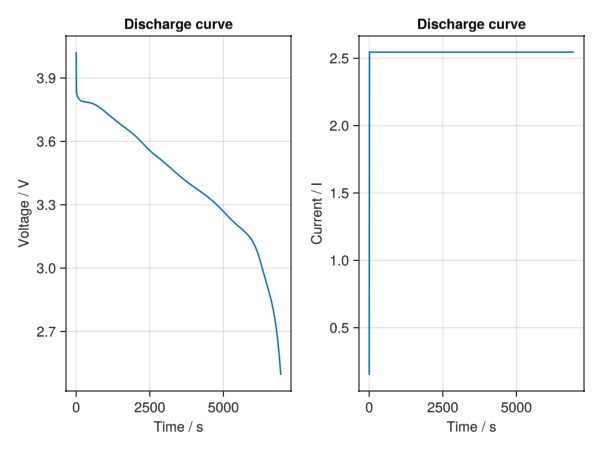 Discharge curve
Voltage / V
3.9
3.6
3.3
3.0
2.7
0 2500 5000
Time / s
Discharge curve
Current / I
2.5
2.0
1.5
1.0
0.5
0 2500 5000
Time / s